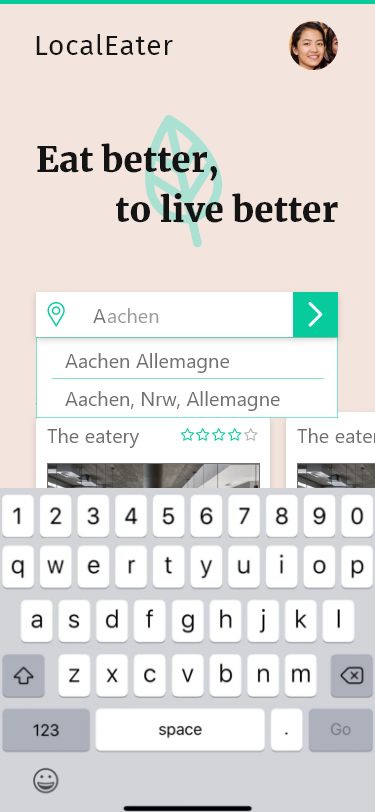 LocalEater
Eat better,
to live better
Aachen
Aachen Allemagne
Aachen, Nrw, Allemagne
The eatery
The eater
1 2 3 4 5 6 7 8 9 0
q w e r t y u i o p
a s d f g h j k l
z x c v b n m
123 space . Go